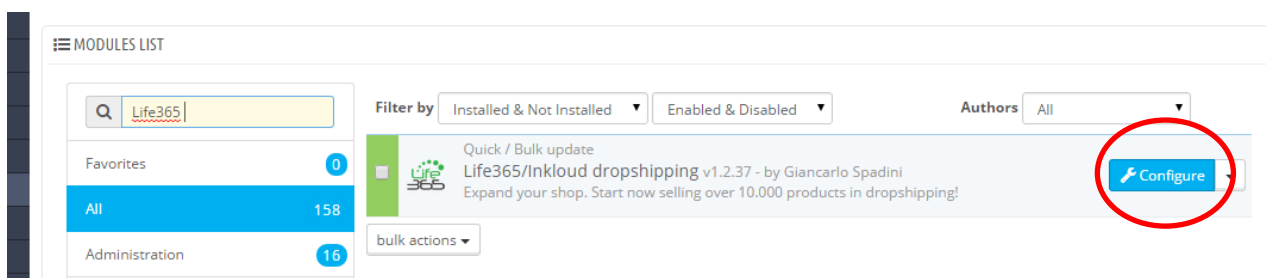 MODULES LIST
Life365
Filter by Installed & Not Installed Enabled & Disabled Authors All
Favorites 0
All 158
Administration 16
Life 365
Quick / Bulk update
Life365/Inkloud dropshipping v1.2.37 - by Giancarlo Spadini
Expand your shop. Start now selling over 10.000 products in dropshipping!
Configure
bulk actions